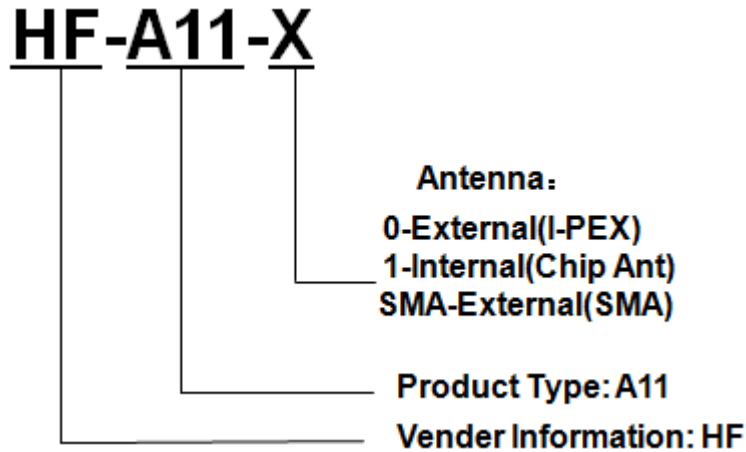 HF-A11-X
Antenna：
0-External(I-PEX)
1-Internal(Chip Ant)
SMA-External(SMA)
Product Type: A11
Vender Information: HF